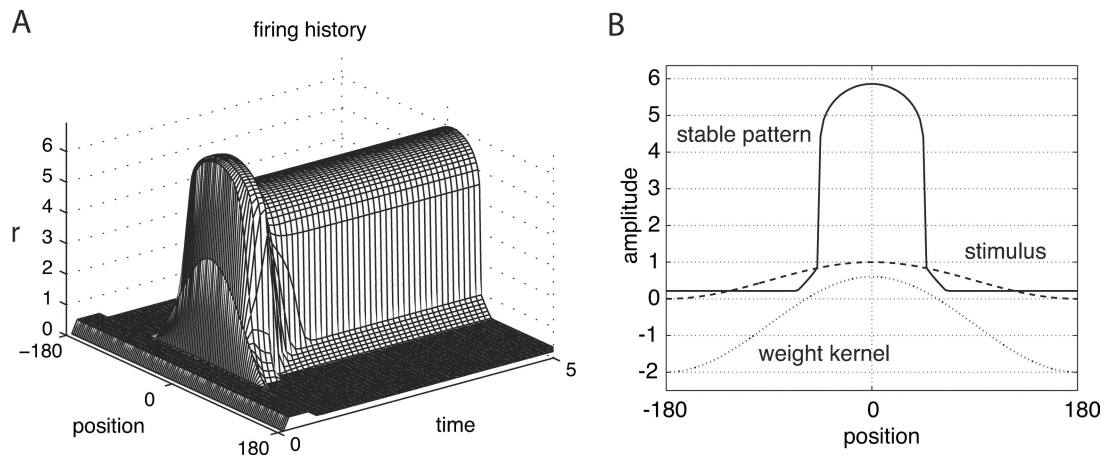 A
firing history
r
6
5
4
3
2
1
0
-180
0
180
position
0
5
time
B
6
5
4
3
2
1
0
-1
-2
amplitude
stable pattern
stimulus
weight kernel
-180
0
180
position